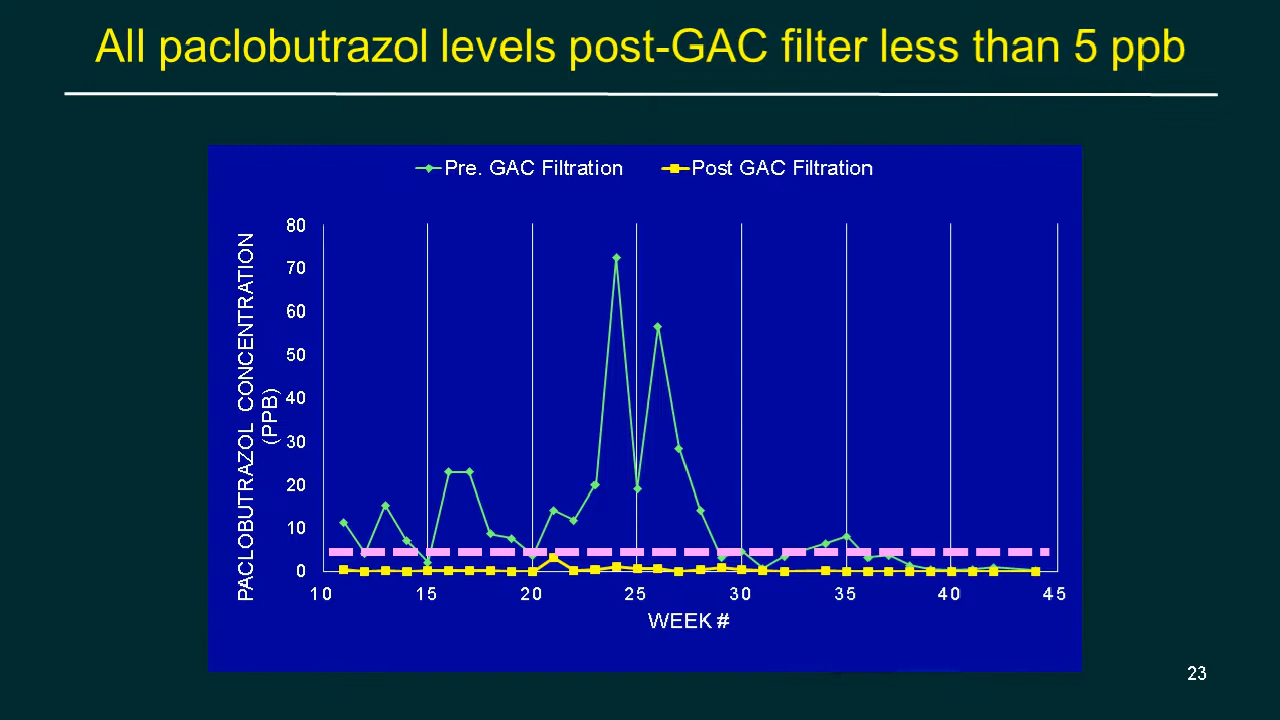 All paclobutrazol levels post-GAC filter less than 5 ppb
Pre. GAC Filtration
Post GAC Filtration
PACLOBUTRAZOL CONCENTRATION
(PPB)
80
70
60
50
40
30
20
10
0
10 15 20 25 30 35 40 45
WEEK #
23